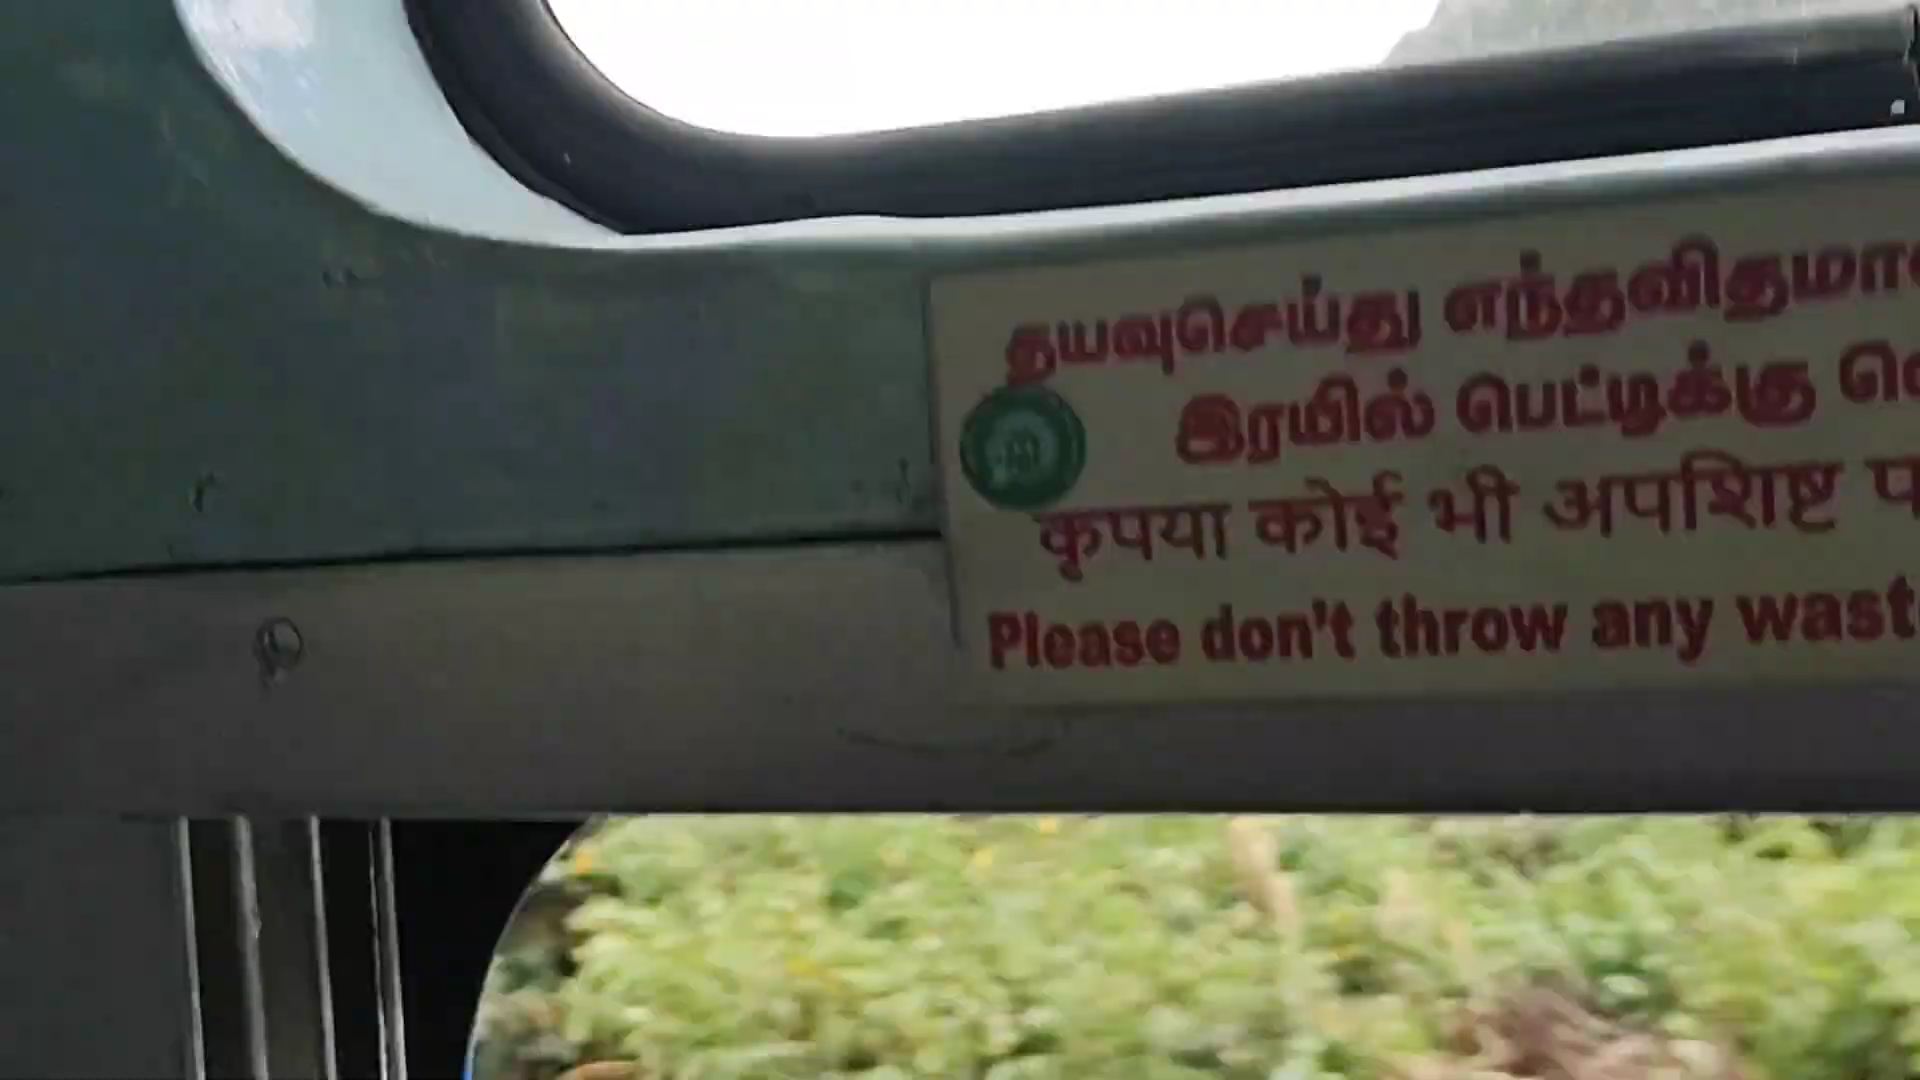 தயவுசெய்து எந்தவிதமா
இரயில் பெட்டிக்கு
कृपया कोई भी अपशिष्ट
Please don't throw any wast